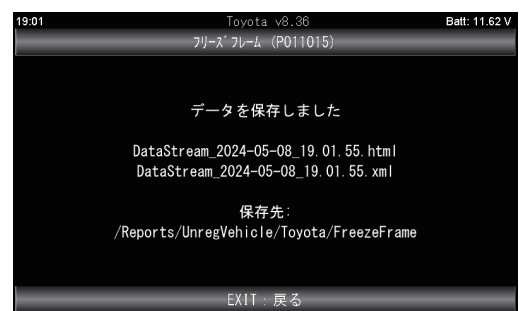 19:01 Toyota v8.36 Batt: 11.62 V
フリーズフレーム (P011015)
データを保存しました
DataStream_2024-05-08_19.01.55.html
DataStream_2024-05-08_19.01.55.xml
保存先:
/Reports/UnregVehicle/Toyota/FreezeFrame
EXIT : 戻る